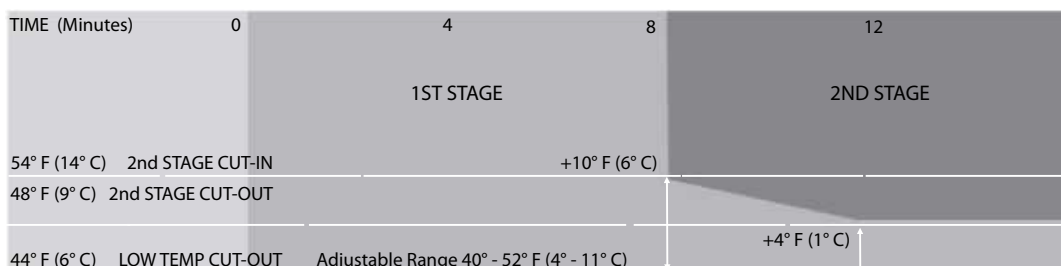 TIME (Minutes) 0 4 8 12
1ST STAGE 2ND STAGE
54° F (14° C) 2nd STAGE CUT-IN +10° F (6° C)
48° F (9° C) 2nd STAGE CUT-OUT
+4° F (1° C)
44° F (6° C) LOW TEMP CUT-OUT Adjustable Range 40° - 52° F (4° - 11° C)